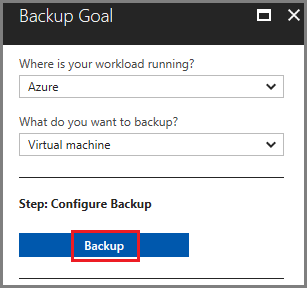 Backup Goal
Where is your workload running?
Azure
What do you want to backup?
Virtual machine
Step: Configure Backup
Backup